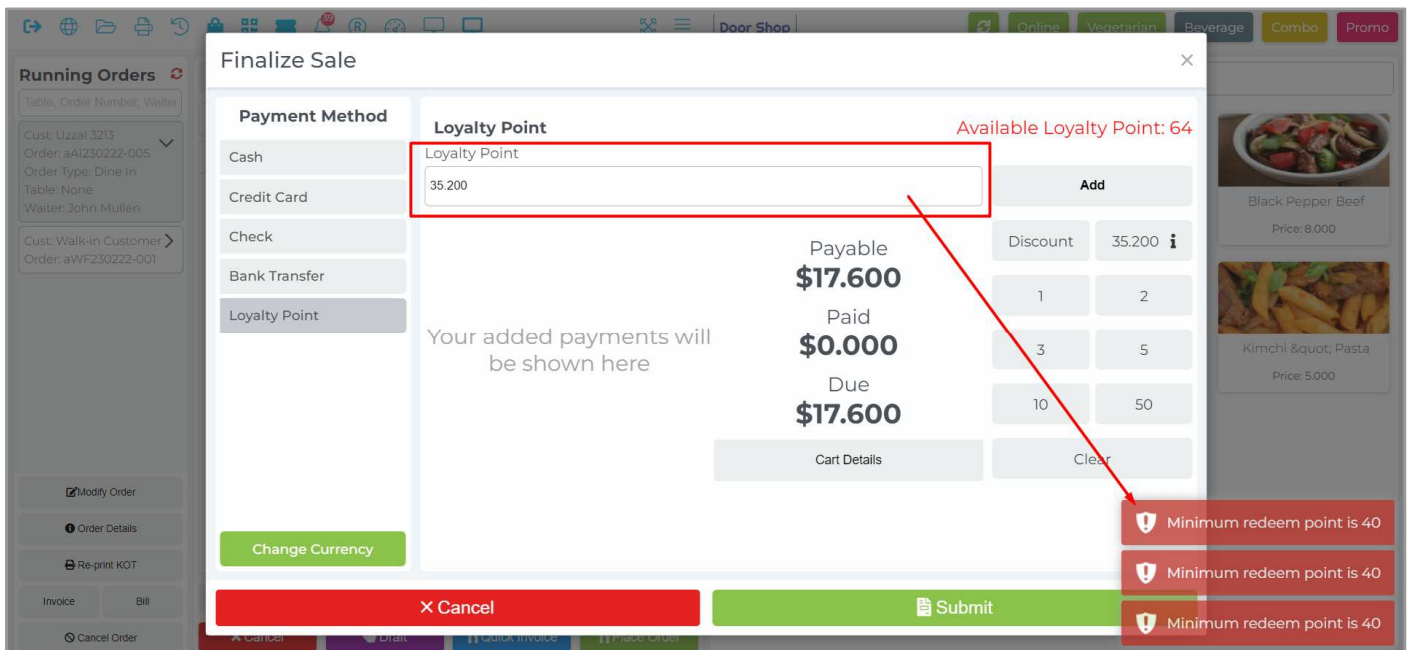 39
R
Door Shop
Online
Vegetarian
Beverage
Combo
Promo
Running Orders
Table, Order Number, Waiter
Cust: Uzzal 3213
Order: aAI230222-005
Order Type: Dine In
Table: None
Waiter: John Mullen
Cust: Walk-in Customer
Order: aWF230222-001
Modify Order
Order Details
Re-print KOT
Invoice
Bill
Cancel Order
Finalize Sale
×
Payment Method
Cash
Credit Card
Check
Bank Transfer
Loyalty Point
Change Currency
Loyalty Point
Available Loyalty Point: 64
Loyalty Point
35.200
Add
Your added payments will
be shown here
Payable
$17.600
Paid
$0.000
Due
$17.600
Cart Details
Discount
35.200 i
1
2
3
5
10
50
Clear
× Cancel
Submit
× Cancel
Draft
Quick Invoice
Place Order
Black Pepper Beef
Price: 8.000
Kimchi &quot; Pasta
Price: 5.000
Minimum redeem point is 40
Minimum redeem point is 40
Minimum redeem point is 40